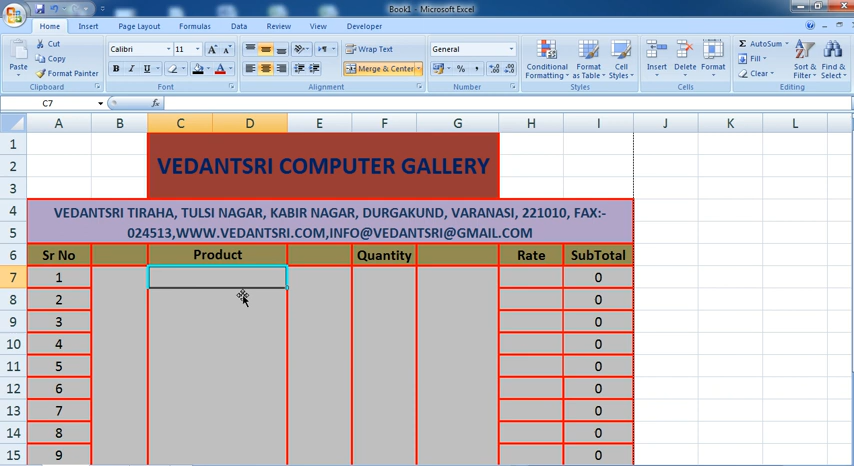 Book1 - Microsoft Excel
Home Insert Page Layout Formulas Data Review View Developer
Cut
Copy
Format Painter
Paste
Clipboard
Calibri 11
B I U
Font
Wrap Text
Merge & Center
Alignment
General
% ,
Number
Conditional Formatting
Format as Table
Cell Styles
Styles
Insert Delete Format
Cells
Σ AutoSum
Fill
Clear
Sort & Filter
Find & Select
Editing
C7 fx
A B C D E F G H I J K L
1
2 VEDANTSRI COMPUTER GALLERY
3
4 VEDANTSRI TIRAHA, TULSI NAGAR, KABIR NAGAR, DURGAKUND, VARANASI, 221010, FAX:-
5 024513,WWW.VEDANTSRI.COM,INFO@VEDANTSRI@GMAIL.COM
6 Sr No Product Quantity Rate SubTotal
7 1 0
8 2 0
9 3 0
10 4 0
11 5 0
12 6 0
13 7 0
14 8 0
15 9 0